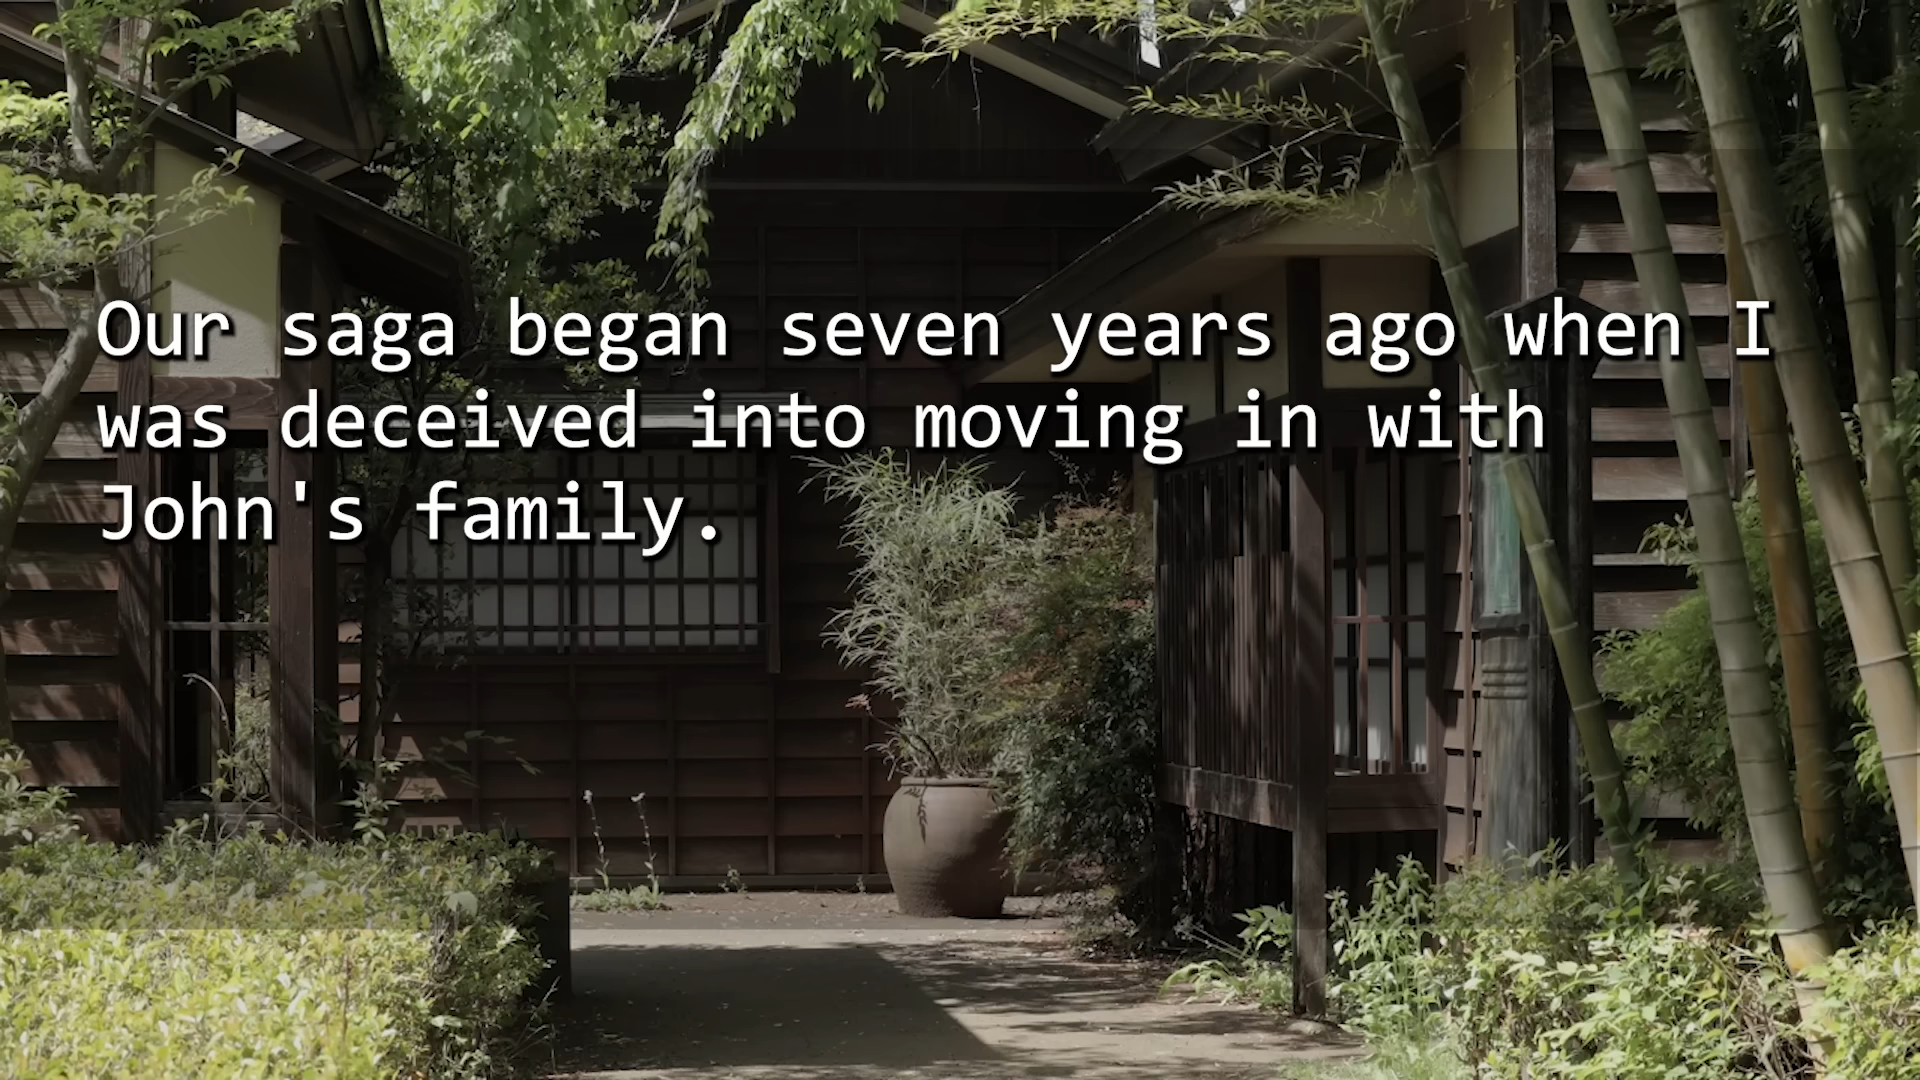 Our saga began seven years ago when I
was deceived into moving in with
John's family.